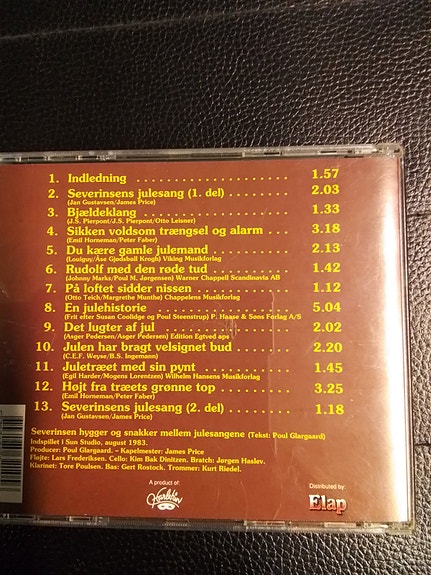 1. Indledning ........................ 1.57
2. Severinsens julesang (1. del) .......... 2.03
(Jan Gustavsen/James Price)
3. Bjældeklang ........................ 1.33
(J.S. Pierpont/J.S. Pierpont/Otto Leisner)
4. Sikken voldsom trængsel og alarm .... 3.18
(Emil Horneman/Peter Faber)
5. Du kære gamle julemand ............. 2.13
(Louiguy/Åse Gjødsbøll Krogh) Viking Musikforlag
6. Rudolf med den røde tud ............ 1.42
(Johnny Marks/Poul M. Jørgensen) Warner Chappell Scandinavia AB
7. På loftet sidder nissen .............. 1.12
(Otto Teich/Margrethe Munthe) Chappelens Musikforlag
8. En julehistorie ..................... 5.04
(Frit efter Susan Coolidge og Poul Steenstrup) P. Haase & Søns Forlag A/S
9. Det lugter af jul ................... 2.02
(Asger Pedersen/Asger Pedersen) Edition Egtved aps
10. Julen har bragt velsignet bud ........ 2.20
(C.E.F. Weyse/B.S. Ingemann)
11. Juletræet med sin pynt .............. 1.45
(Egil Harder/Mogens Lorentzen) Wilhelm Hansens Musikforlag
12. Højt fra træets grønne top ........... 3.25
(Emil Horneman/Peter Faber)
13. Severinsens julesang (2. del) ......... 1.18
(Jan Gustavsen/James Price)
Severinsen hygger og snakker mellem julesangene (Tekst: Poul Glargaard)
Indspillet i Sun Studio, august 1983.
Producer: Poul Glargaard. – Kapelmester: James Price
Fløjte: Lars Frederiksen. Cello: Kim Bak Dinitzen. Bratch: Jørgen Haslev.
Klarinet: Tore Poulsen. Bas: Gert Rostock. Trommer: Kurt Riedel.
A product of:
Distributed by:
Elap